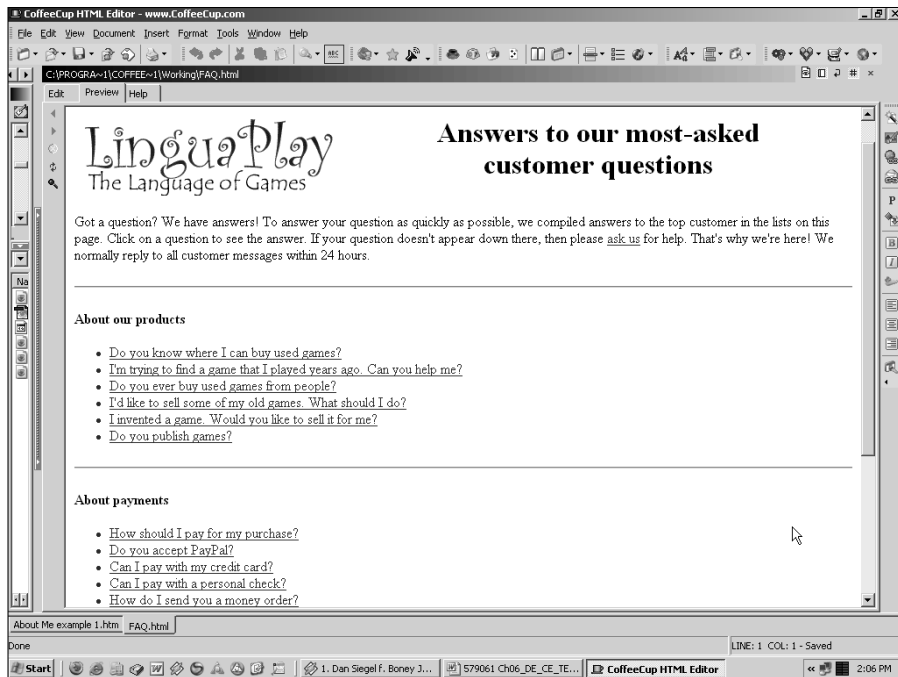 CoffeeCup HTML Editor - www.CoffeeCup.com
File Edit View Document Insert Format Tools Window Help
ABC
C:\PROGRA~1\COFFEE~1\Working\FAQ.html
Edit Preview Help
LinguaPlay
The Language of Games
Answers to our most-asked
customer questions
Got a question? We have answers! To answer your question as quickly as possible, we compiled answers to the top customer in the lists on this
page. Click on a question to see the answer. If your question doesn't appear down there, then please ask us for help. That's why we're here! We
normally reply to all customer messages within 24 hours.
Na
P
B
I
About our products
Do you know where I can buy used games?
I'm trying to find a game that I played years ago. Can you help me?
Do you ever buy used games from people?
I'd like to sell some of my old games. What should I do?
I invented a game. Would you like to sell it for me?
Do you publish games?
About payments
How should I pay for my purchase?
Do you accept PayPal?
Can I pay with my credit card?
Can I pay with a personal check?
How do I send you a money order?
About Me example 1.htm FAQ.html
Done LINE: 1 COL: 1 - Saved
Start 1. Dan Siegel f. Boney J... 579061 Ch06_DE_CE_TE... CoffeeCup HTML Editor 2:06 PM